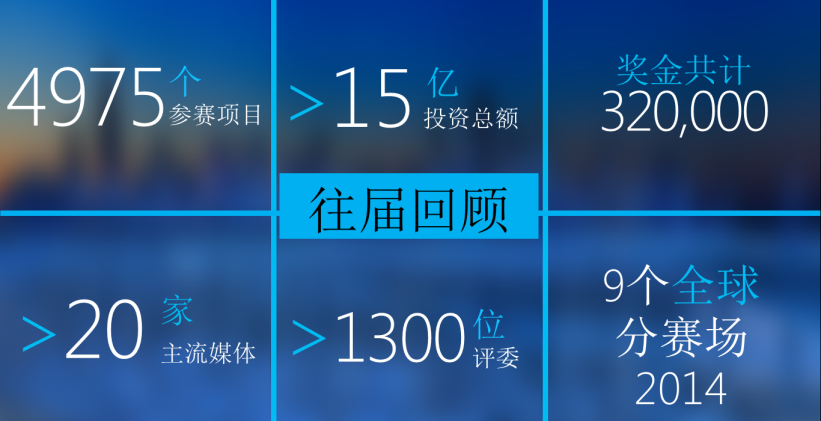 4975个
参赛项目
>15亿
投资总额
奖金共计
320,000
往届回顾
>20家
主流媒体
>1300位
评委
9个全球
分赛场
2014